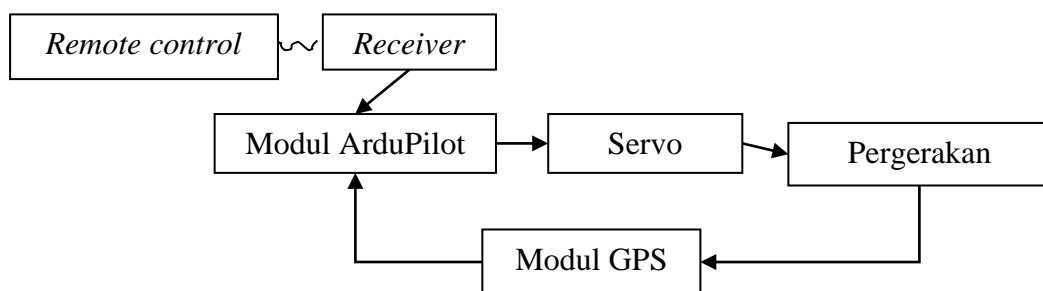 Remote control
Receiver
Modul ArduPilot
Servo
Pergerakan
Modul GPS